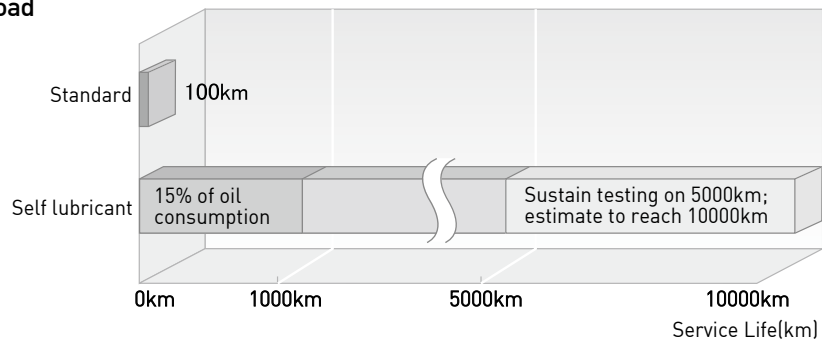 Standard
100km
Self lubricant
15% of oil
consumption
Sustain testing on 5000km;
estimate to reach 10000km
0km 1000km 5000km 10000km
Service Life(km)